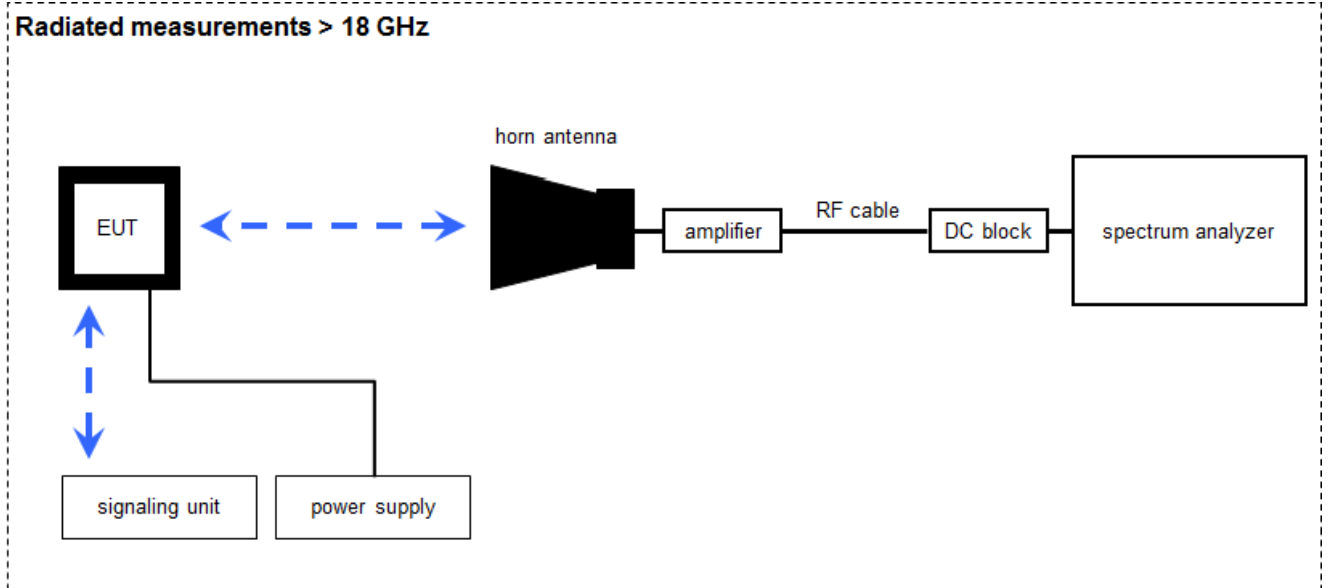 Radiated measurements > 18 GHz
horn antenna
EUT
amplifier
RF cable
DC block
spectrum analyzer
signaling unit
power supply